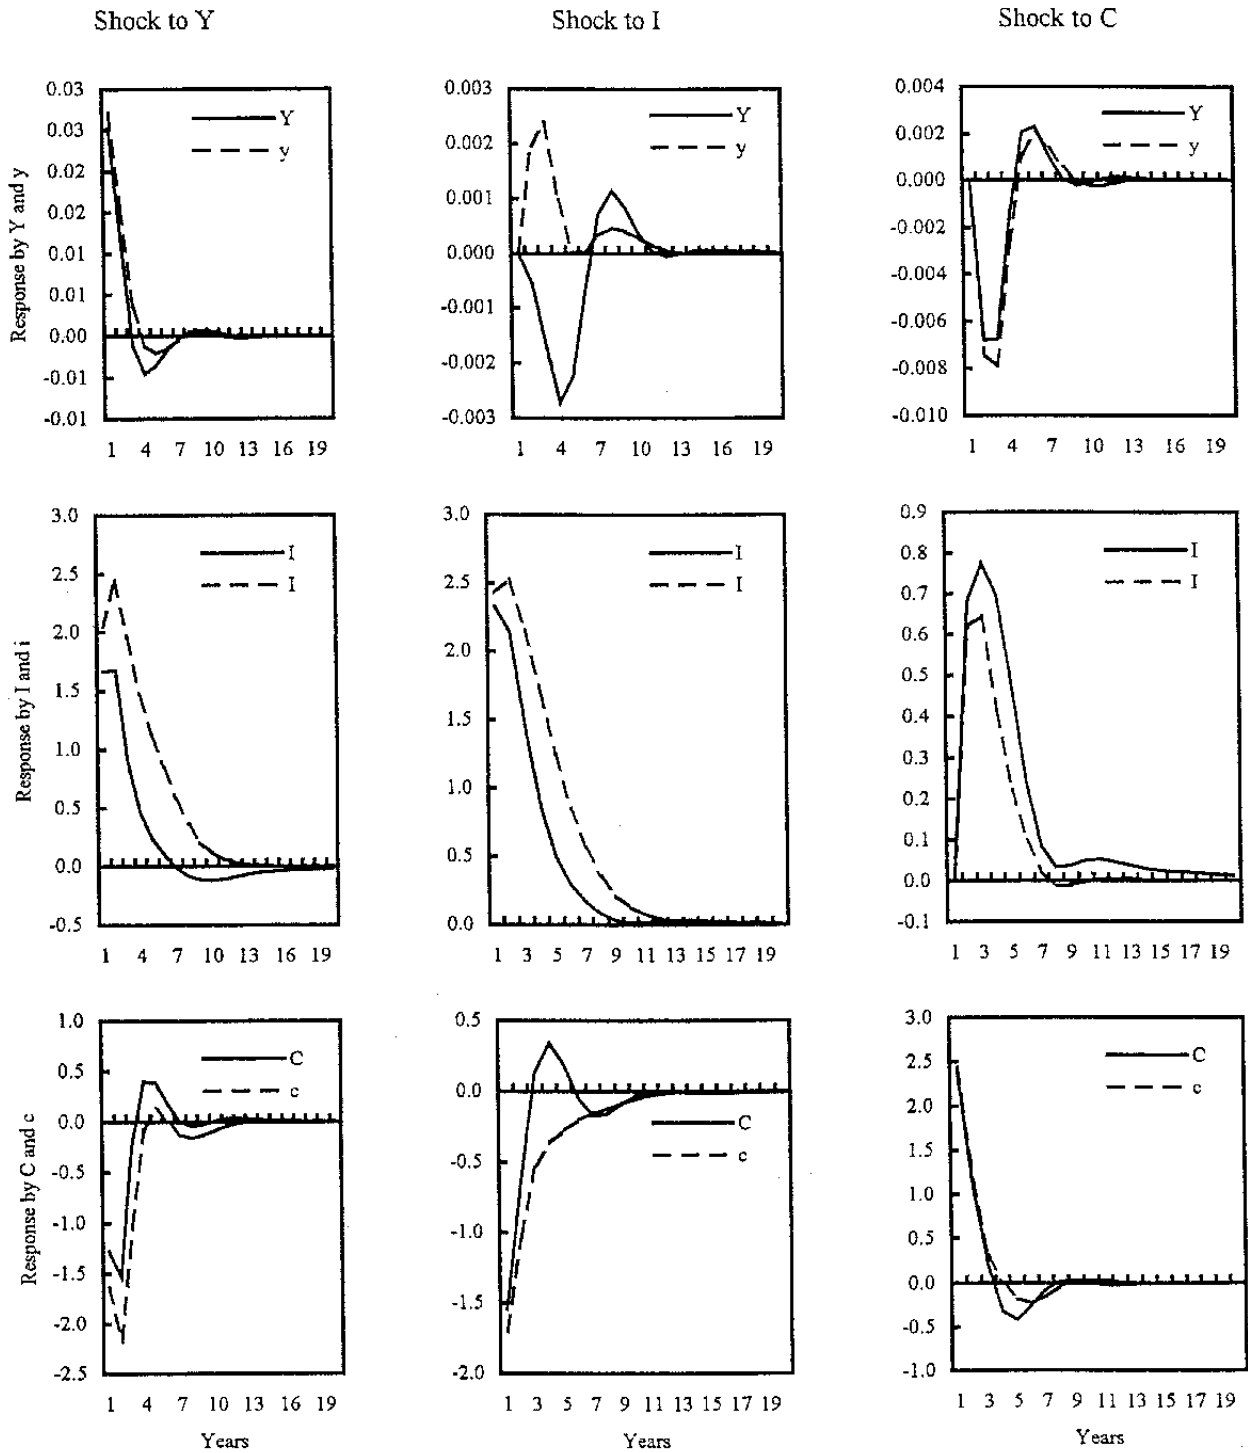 Shock to Y
Shock to I
Shock to C
Response by Y and y
0.03
0.03
0.02
0.02
0.01
0.01
0.00
-0.01
-0.01
Y
y
1 4 7 10 13 16 19
0.003
0.002
0.001
0.000
-0.001
-0.002
-0.003
Y
y
1 4 7 10 13 16 19
0.004
0.002
0.000
-0.002
-0.004
-0.006
-0.008
-0.010
Y
y
1 4 7 10 13 16 19
Response by I and i
3.0
2.5
2.0
1.5
1.0
0.5
0.0
-0.5
I
I
1 4 7 10 13 16 19
3.0
2.5
2.0
1.5
1.0
0.5
0.0
I
I
1 3 5 7 9 11 13 15 17 19
0.9
0.8
0.7
0.6
0.5
0.4
0.3
0.2
0.1
0.0
-0.1
I
I
1 3 5 7 9 11 13 15 17 19
Response by C and c
1.0
0.5
0.0
-0.5
-1.0
-1.5
-2.0
-2.5
C
c
1 4 7 10 13 16 19
Years
0.5
0.0
-0.5
-1.0
-1.5
-2.0
C
c
1 3 5 7 9 11 13 15 17 19
Years
3.0
2.5
2.0
1.5
1.0
0.5
0.0
-0.5
-1.0
C
c
1 3 5 7 9 11 13 15 17 19
Years